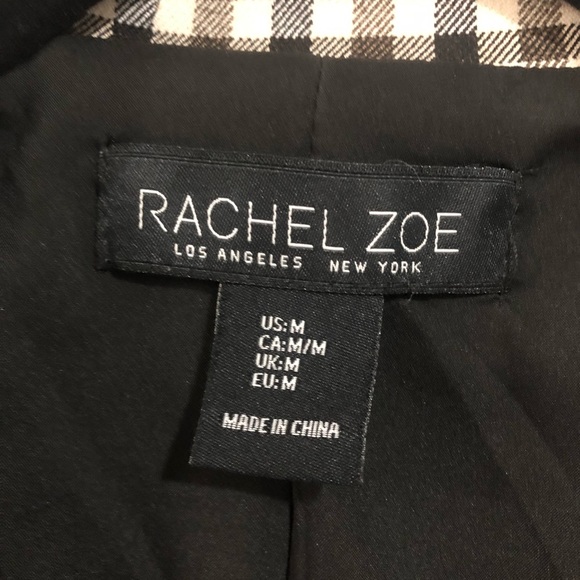 RACHEL ZOE
LOS ANGELES NEW YORK
US:M
CA:M/M
UK:M
EU:M
MADE IN CHINA